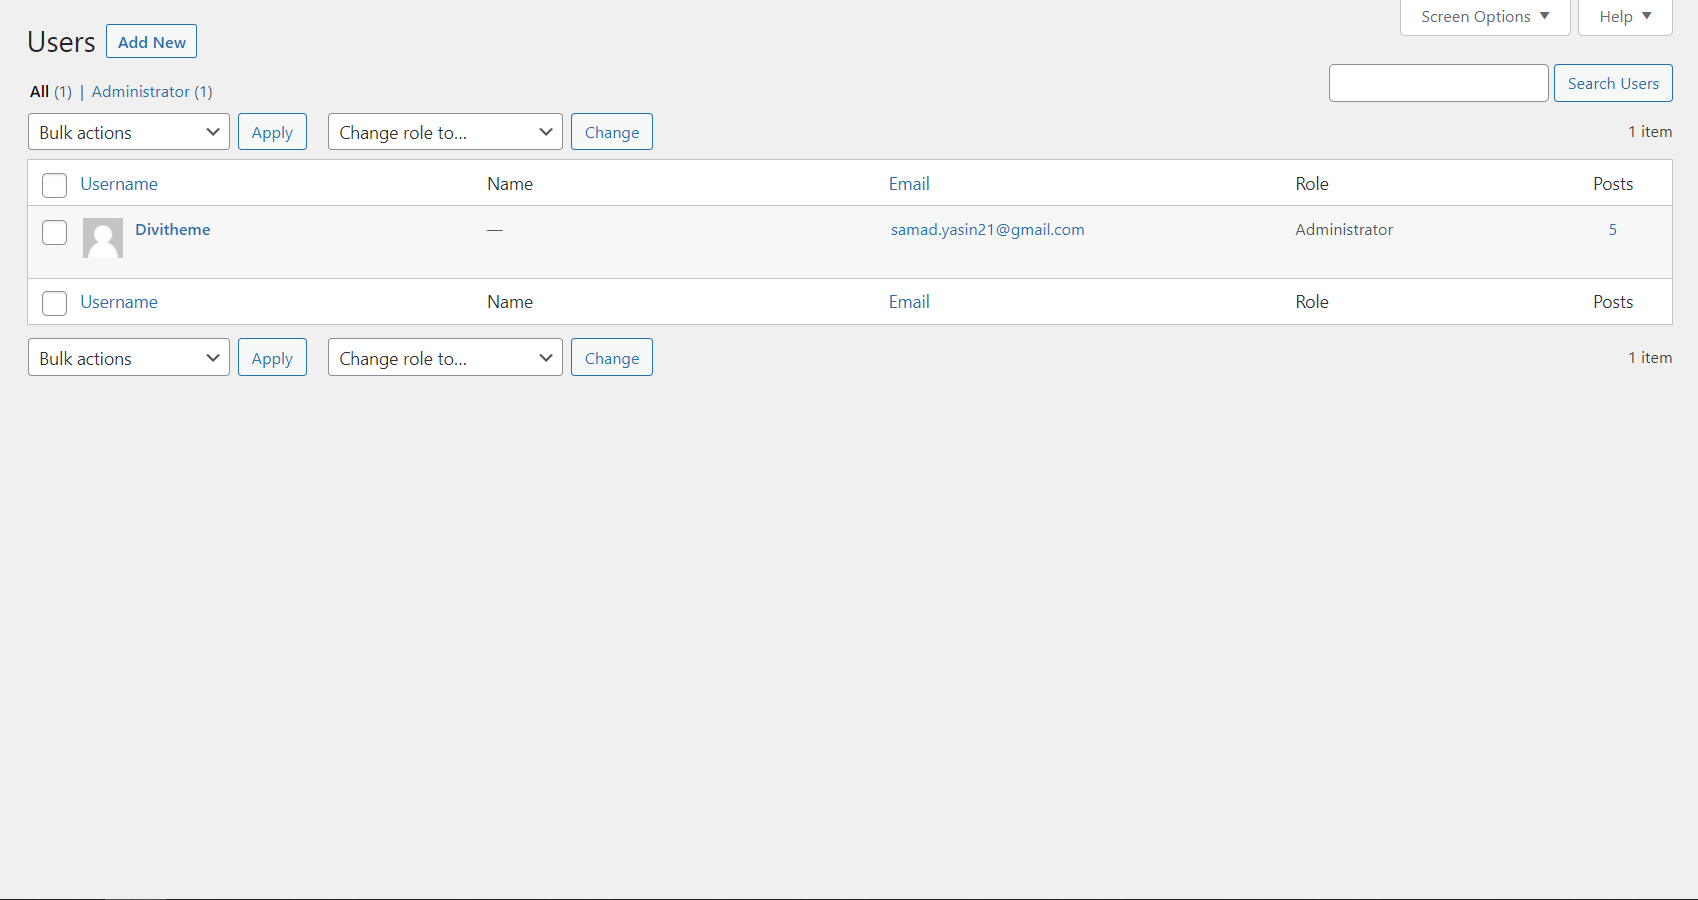 Screen Options ▼ Help ▼
Users Add New
All (1) | Administrator (1)
Search Users
Bulk actions Apply Change role to... Change 1 item
Username Name Email Role Posts
Divitheme — samad.yasin21@gmail.com Administrator 5
Username Name Email Role Posts
Bulk actions Apply Change role to... Change 1 item